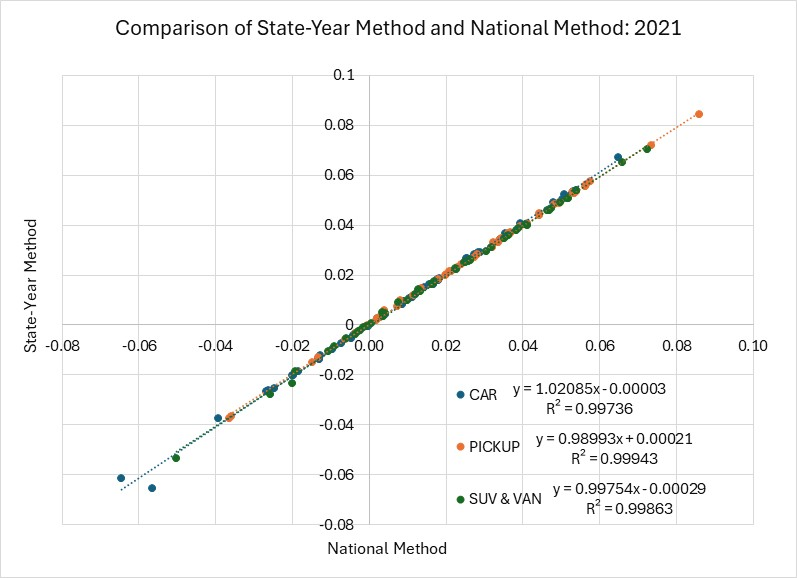 Comparison of State-Year Method and National Method: 2021
0.1
0.08
0.06
0.04
0.02
0
-0.02
-0.04
-0.06
-0.08
-0.08 -0.06 -0.04 -0.02 0.00 0.02 0.04 0.06 0.08 0.10
State-Year Method
National Method
CAR y = 1.02085x - 0.00003
R² = 0.99736
PICKUP y = 0.98993x + 0.00021
R² = 0.99943
SUV & VAN y = 0.99754x - 0.00029
R² = 0.99863